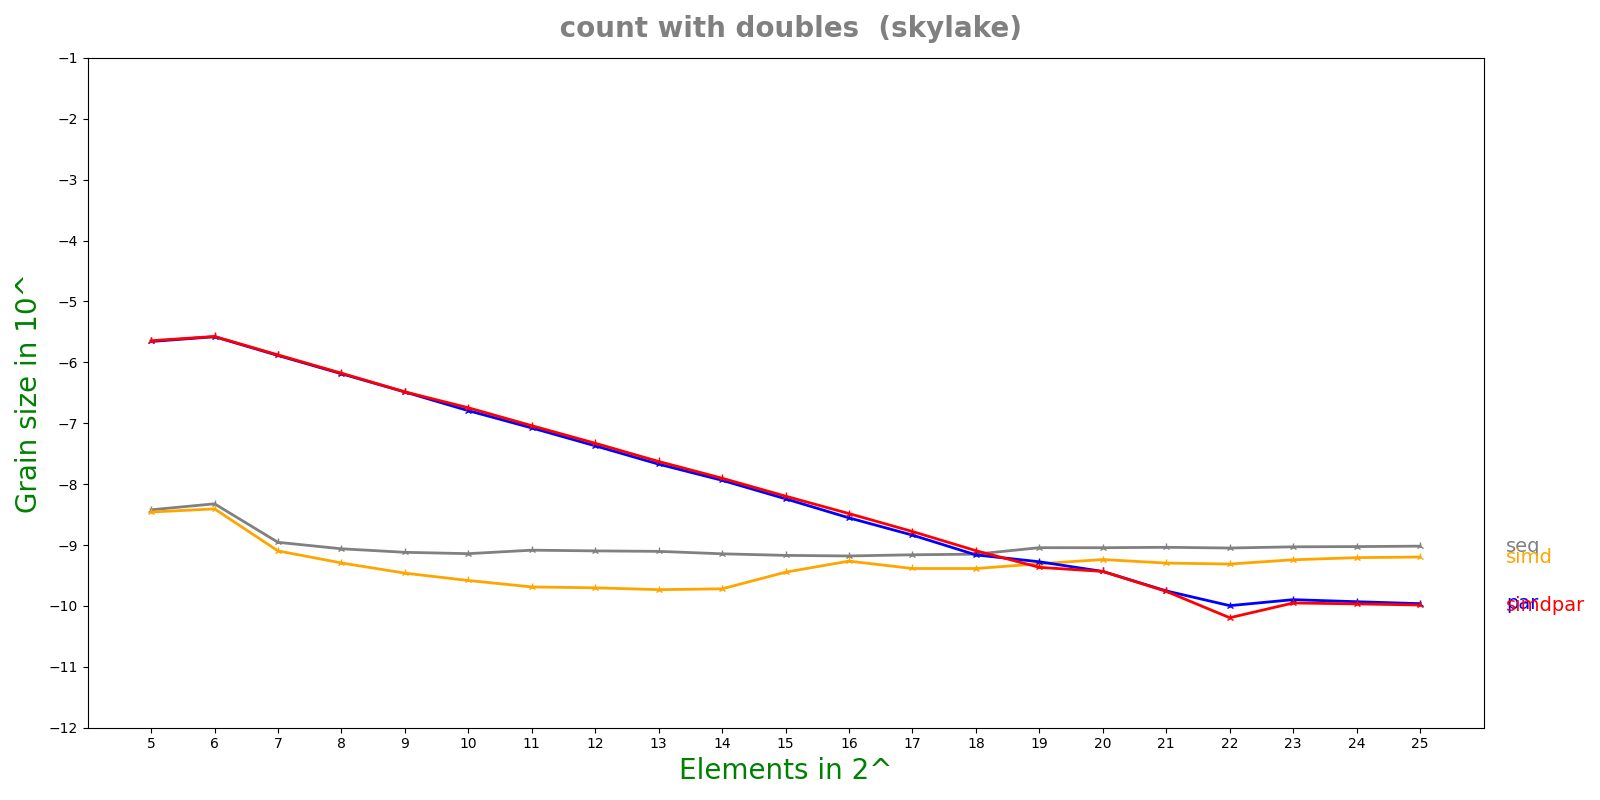 count with doubles (skylake)
−1
−2
−3
−4
−5
−6
−7
−8
−9
−10
−11
−12
Grain size in 10^
5 6 7 8 9 10 11 12 13 14 15 16 17 18 19 20 21 22 23 24 25
Elements in 2^
seq
simd
par
simdpar